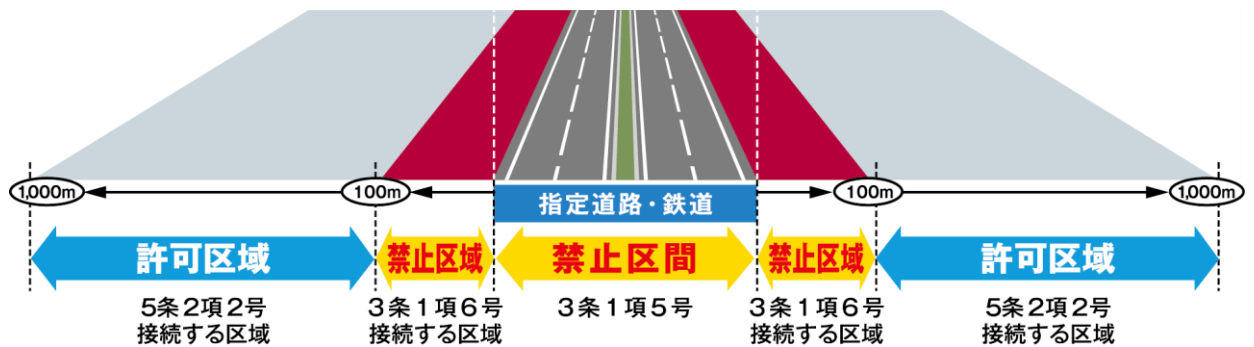 1,000m
100m
指定道路・鉄道
100m
1,000m
許可区域
禁止区域
禁止区間
禁止区域
許可区域
5条2項2号
接続する区域
3条1項6号
接続する区域
3条1項5号
3条1項6号
接続する区域
5条2項2号
接続する区域